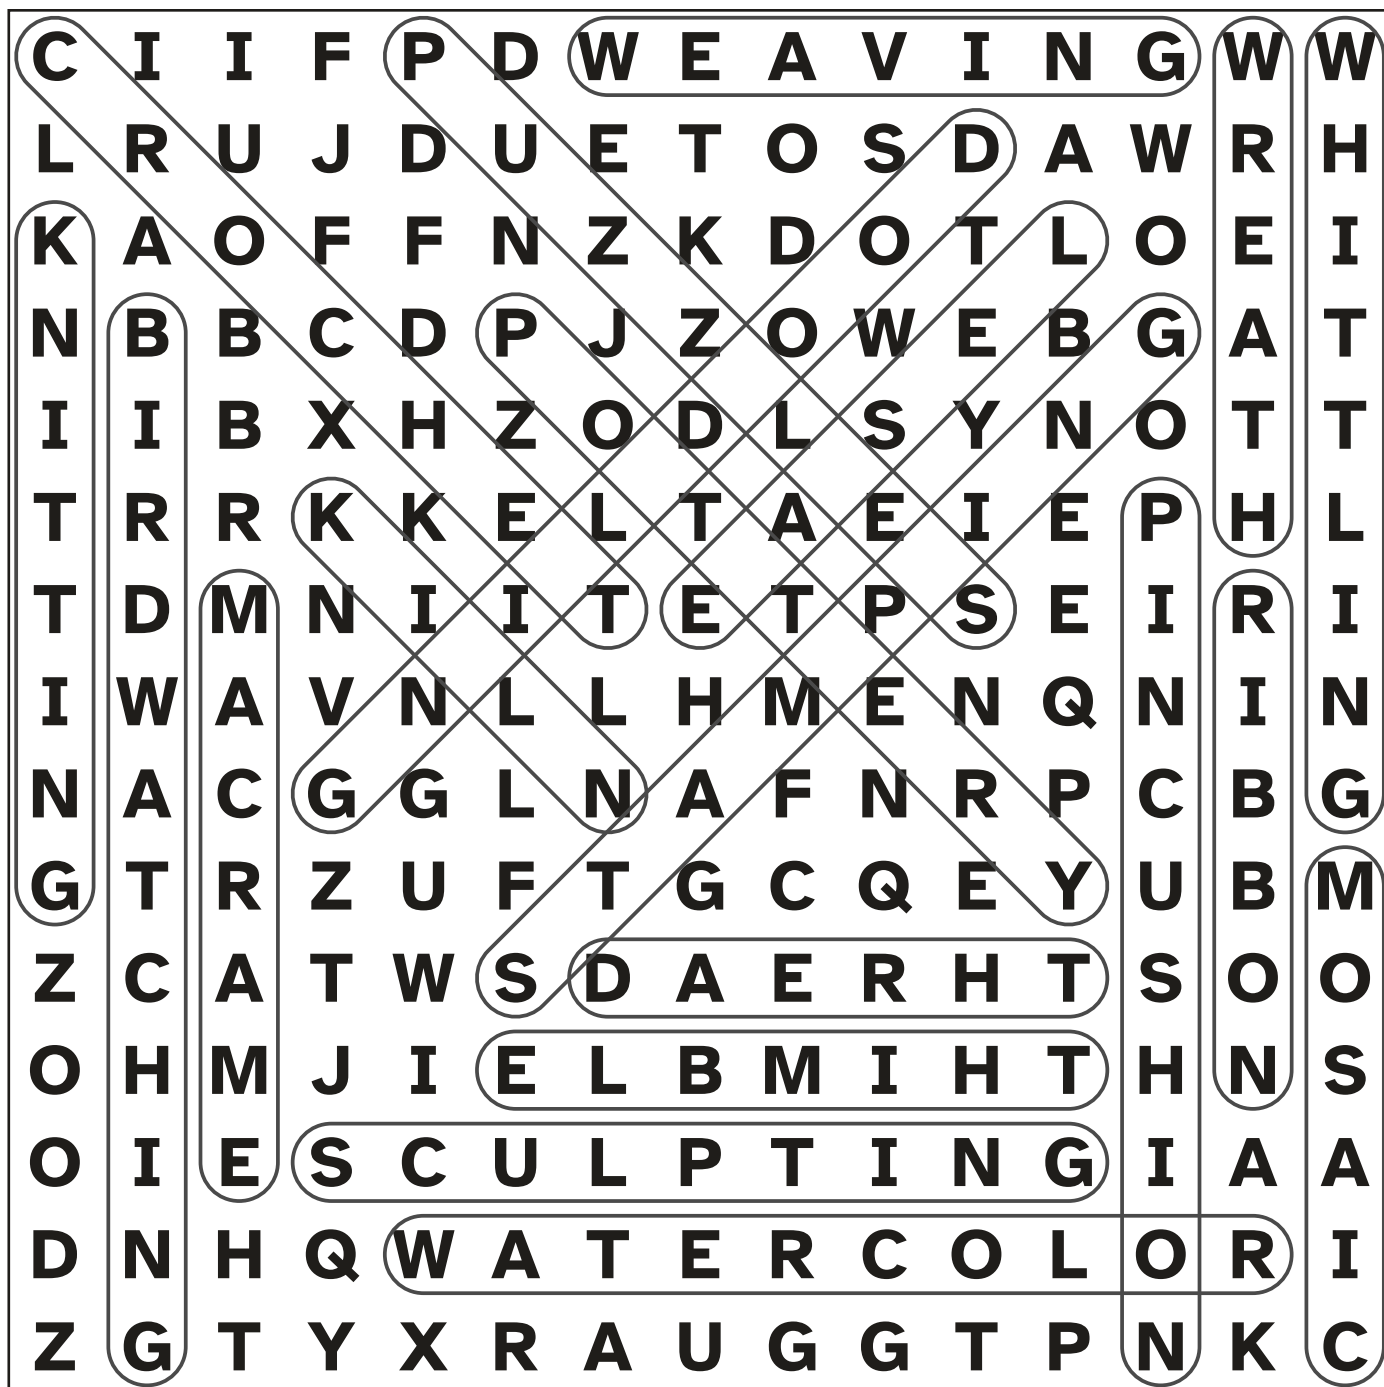 C I I F P D W E A V I N G W W
L R U J D U E T O S D A W R H
K A O F F N Z K D O T L O E I
N B B C D P J Z O W E B G A T
I I B X H Z O D L S Y N O T T
T R R K K E L T A E I E P H L
T D M N I I T E T P S E I R I
I W A V N L L H M E N Q N I N
N A C G G L N A F N R P C B G
G T R Z U F T G C Q E Y U B M
Z C A T W S D A E R H T S O O
O H M J I E L B M I H T H N S
O I E S C U L P T I N G I A A
D N H Q W A T E R C O L O R I
Z G T Y X R A U G G T P N K C